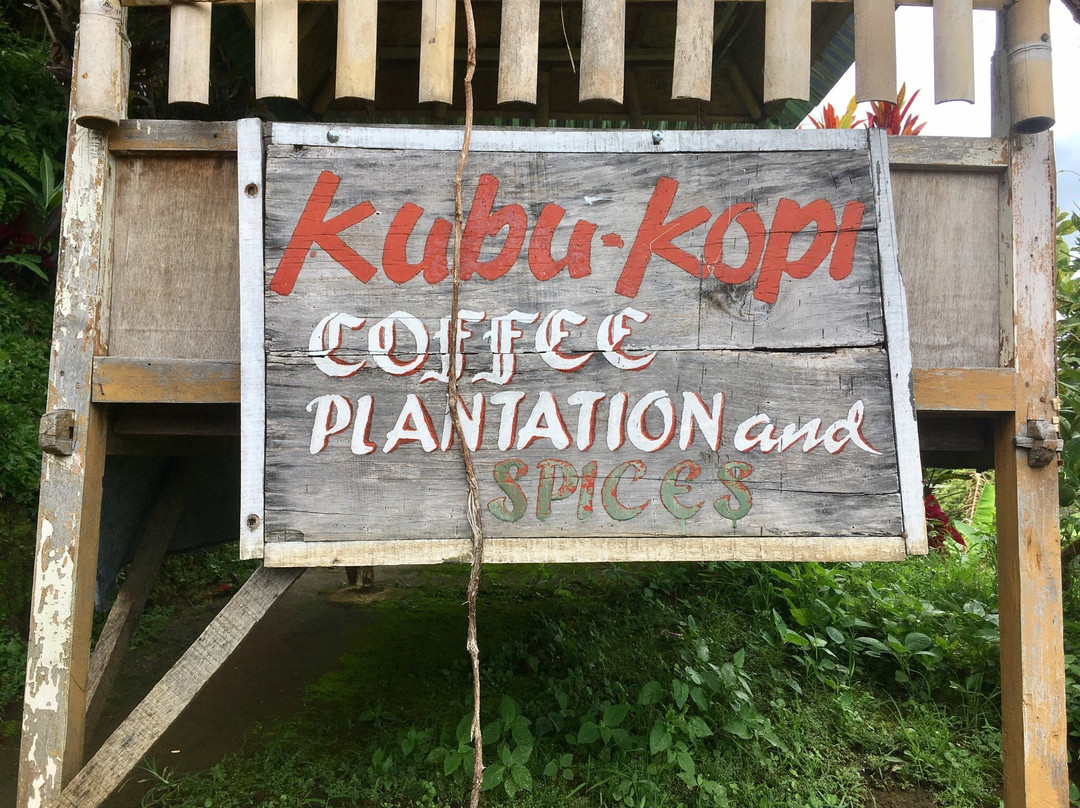 Kubu-Kopi
COFFEE
PLANTATION and
SPICES